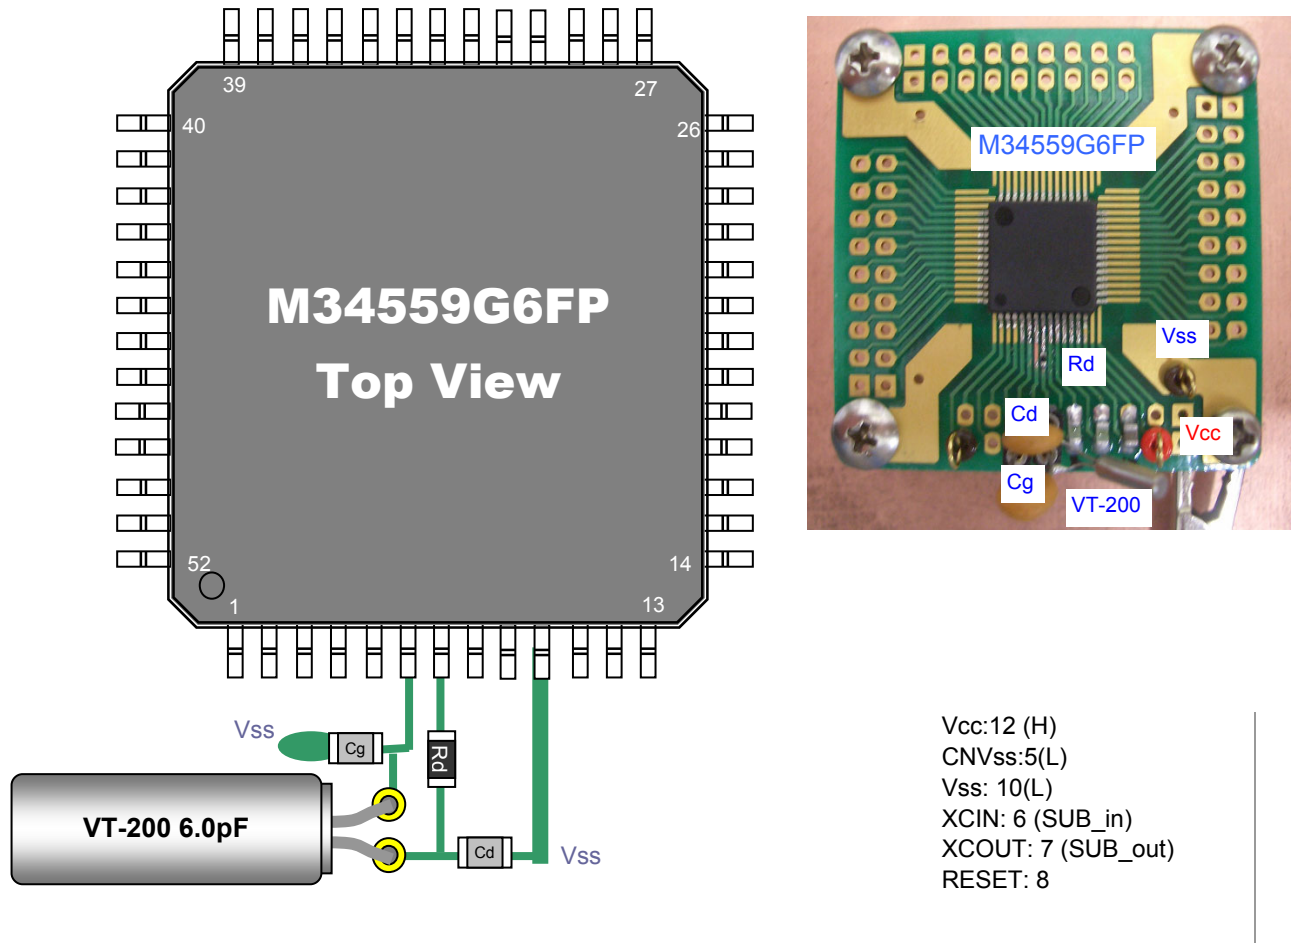 39
27
40
26
M34559G6FP
Top View
52
14
1
13
Vss
Cg
Rd
VT-200 6.0pF
Cd
Vss
M34559G6FP
Vss
Rd
Cd
Vcc
Cg
VT-200
Vcc:12 (H)
CNVss:5(L)
Vss: 10(L)
XCIN: 6 (SUB_in)
XCOUT: 7 (SUB_out)
RESET: 8